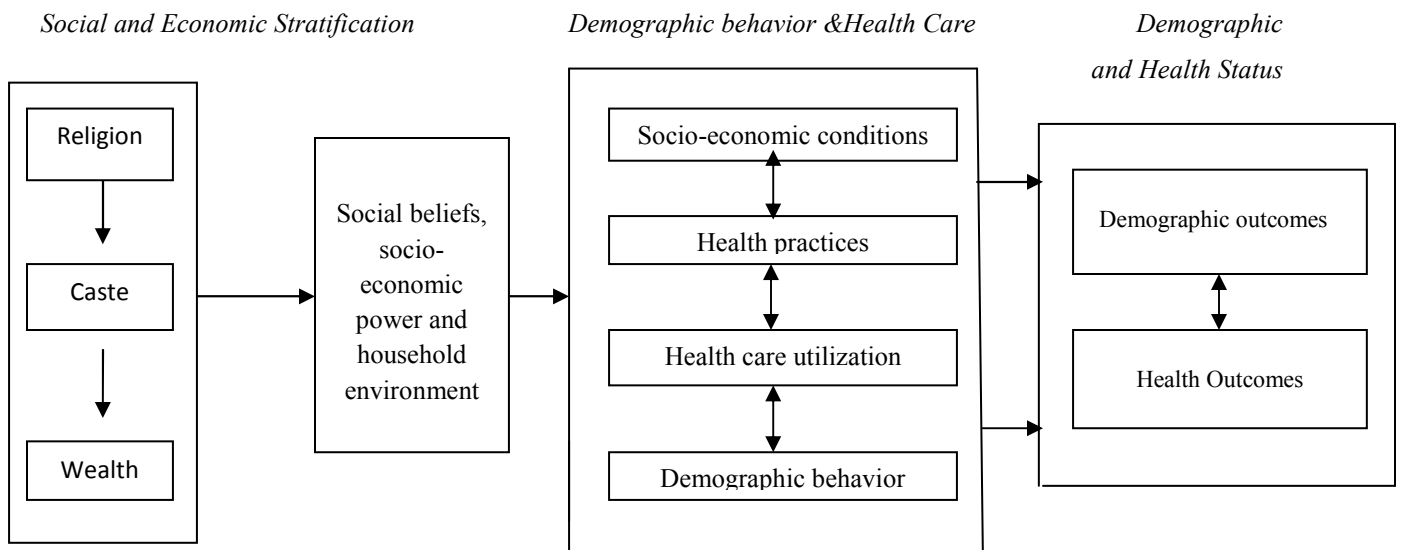 Social and Economic Stratification
Demographic behavior &Health Care
Demographic
and Health Status
Religion
Caste
Wealth
Social beliefs,
socio-
economic
power and
household
environment
Socio-economic conditions
Health practices
Health care utilization
Demographic behavior
Demographic outcomes
Health Outcomes